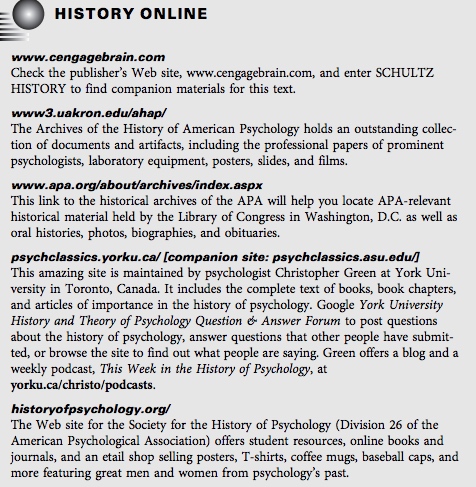 HISTORY ONLINE
www.cengagebrain.com
Check the publisher's Web site, www.cengagebrain.com, and enter SCHULTZ
HISTORY to find companion materials for this text.
www3.uakron.edu/ahap/
The Archives of the History of American Psychology holds an outstanding collec-
tion of documents and artifacts, including the professional papers of prominent
psychologists, laboratory equipment, posters, slides, and films.
www.apa.org/about/archives/index.aspx
This link to the historical archives of the APA will help you locate APA-relevant
historical material held by the Library of Congress in Washington, D.C. as well as
oral histories, photos, biographies, and obituaries.
psychclassics.yorku.ca/ [companion site: psychclassics.asu.edu/]
This amazing site is maintained by psychologist Christopher Green at York Uni-
versity in Toronto, Canada. It includes the complete text of books, book chapters,
and articles of importance in the history of psychology. Google York University
History and Theory of Psychology Question & Answer Forum to post questions
about the history of psychology, answer questions that other people have submit-
ted, or browse the site to find out what people are saying. Green offers a blog and a
weekly podcast, This Week in the History of Psychology, at
yorku.ca/christo/podcasts.
historyofpsychology.org/
The Web site for the Society for the History of Psychology (Division 26 of the
American Psychological Association) offers student resources, online books and
journals, and an etail shop selling posters, T-shirts, coffee mugs, baseball caps, and
more featuring great men and women from psychology's past.